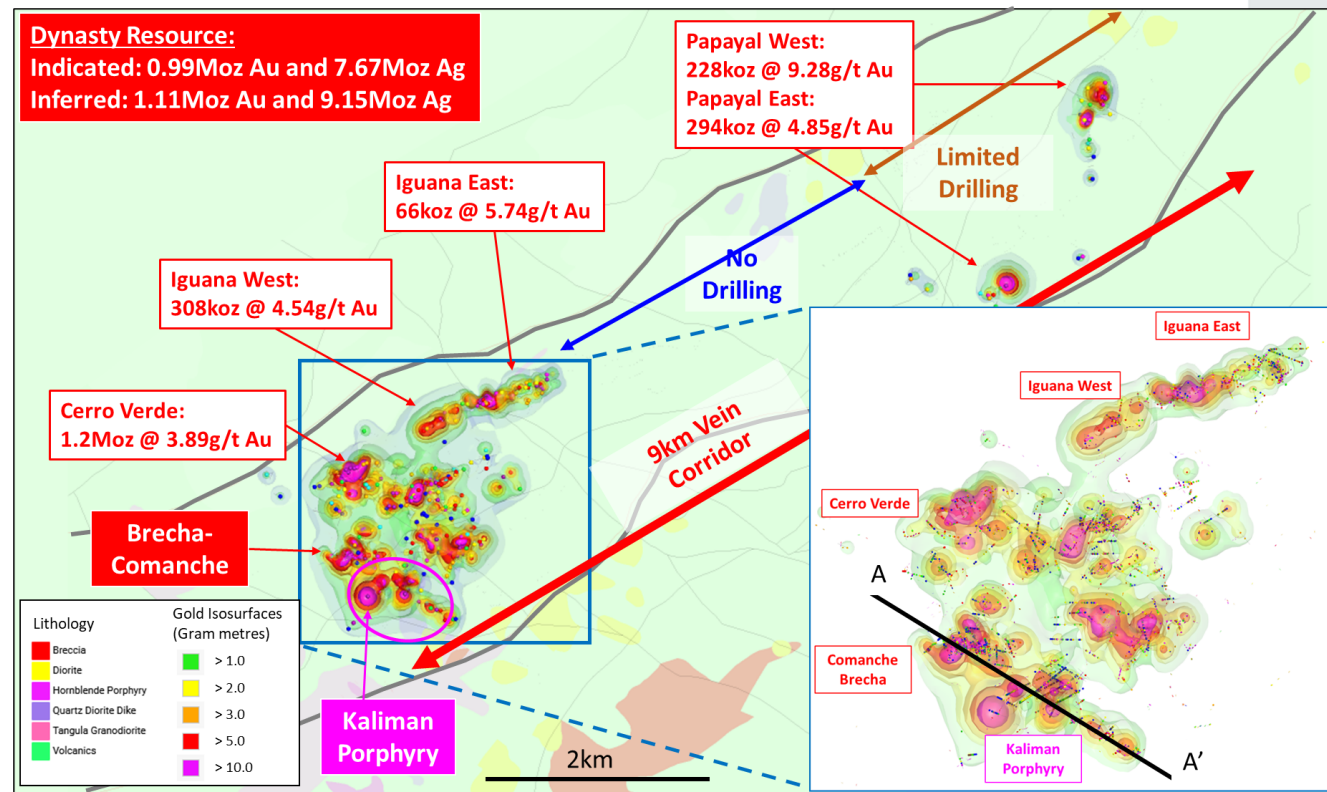 Dynasty Resource:
Indicated: 0.99Moz Au and 7.67Moz Ag
Inferred: 1.11Moz Au and 9.15Moz Ag
Papayal West:
228koz @ 9.28g/t Au
Papayal East:
294koz @ 4.85g/t Au
Limited
Drilling
Iguana East:
66koz @ 5.74g/t Au
No
Drilling
Iguana West:
308koz @ 4.54g/t Au
Cerro Verde:
1.2Moz @ 3.89g/t Au
9km Vein
Corridor
Brecha-
Comanche
Kaliman
Porphyry
2km
Lithology
Breccia
Diorite
Hornblende Porphyry
Quartz Diorite Dike
Tangula Granodiorite
Volcanics
Gold Isosurfaces
(Gram metres)
> 1.0
> 2.0
> 3.0
> 5.0
> 10.0
Iguana East
Iguana West
Cerro Verde
A
Comanche
Brecha
Kaliman
Porphyry
A'